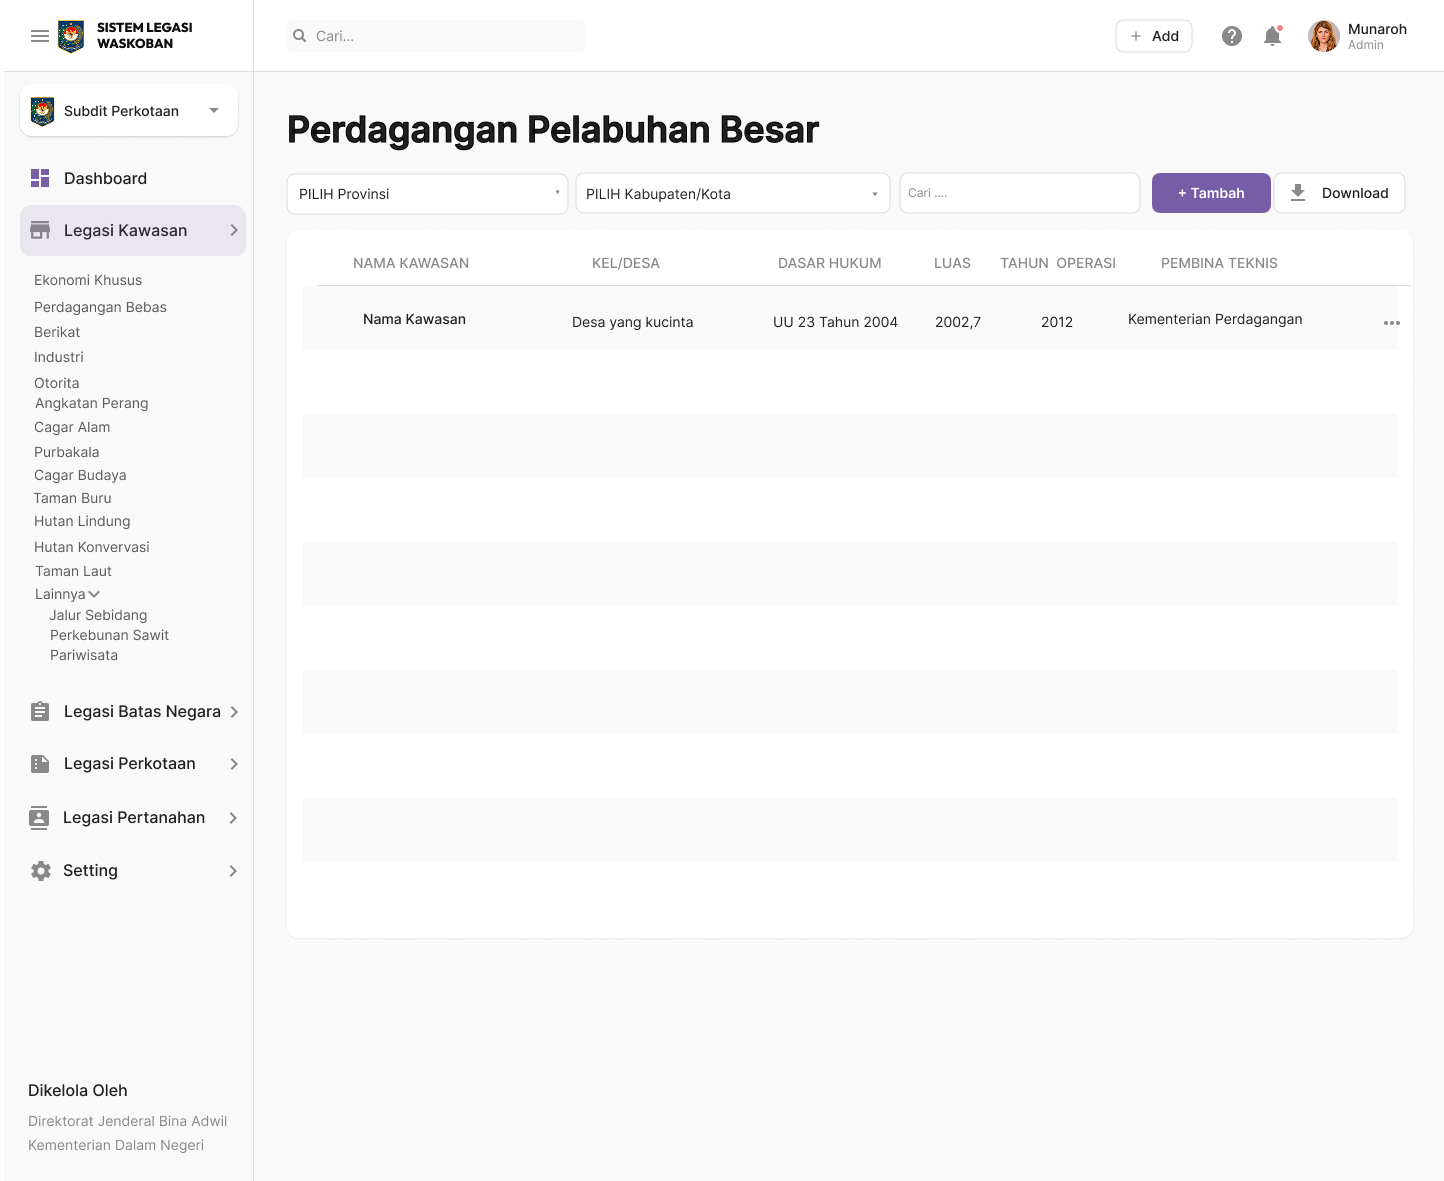 SISTEM LEGASI
WASKOBAN
Cari...
+ Add
Munaroh
Admin
Subdit Perkotaan
Dashboard
Legasi Kawasan
Ekonomi Khusus
Perdagangan Bebas
Berikat
Industri
Otorita
Angkatan Perang
Cagar Alam
Purbakala
Cagar Budaya
Taman Buru
Hutan Lindung
Hutan Konvervasi
Taman Laut
Lainnya
Jalur Sebidang
Perkebunan Sawit
Pariwisata
Legasi Batas Negara
Legasi Perkotaan
Legasi Pertanahan
Setting
Dikelola Oleh
Direktorat Jenderal Bina Adwil
Kementerian Dalam Negeri
Perdagangan Pelabuhan Besar
PILIH Provinsi
PILIH Kabupaten/Kota
Cari ....
+ Tambah
Download
NAMA KAWASAN KEL/DESA DASAR HUKUM LUAS TAHUN OPERASI PEMBINA TEKNIS
Nama Kawasan Desa yang kucinta UU 23 Tahun 2004 2002,7 2012 Kementerian Perdagangan